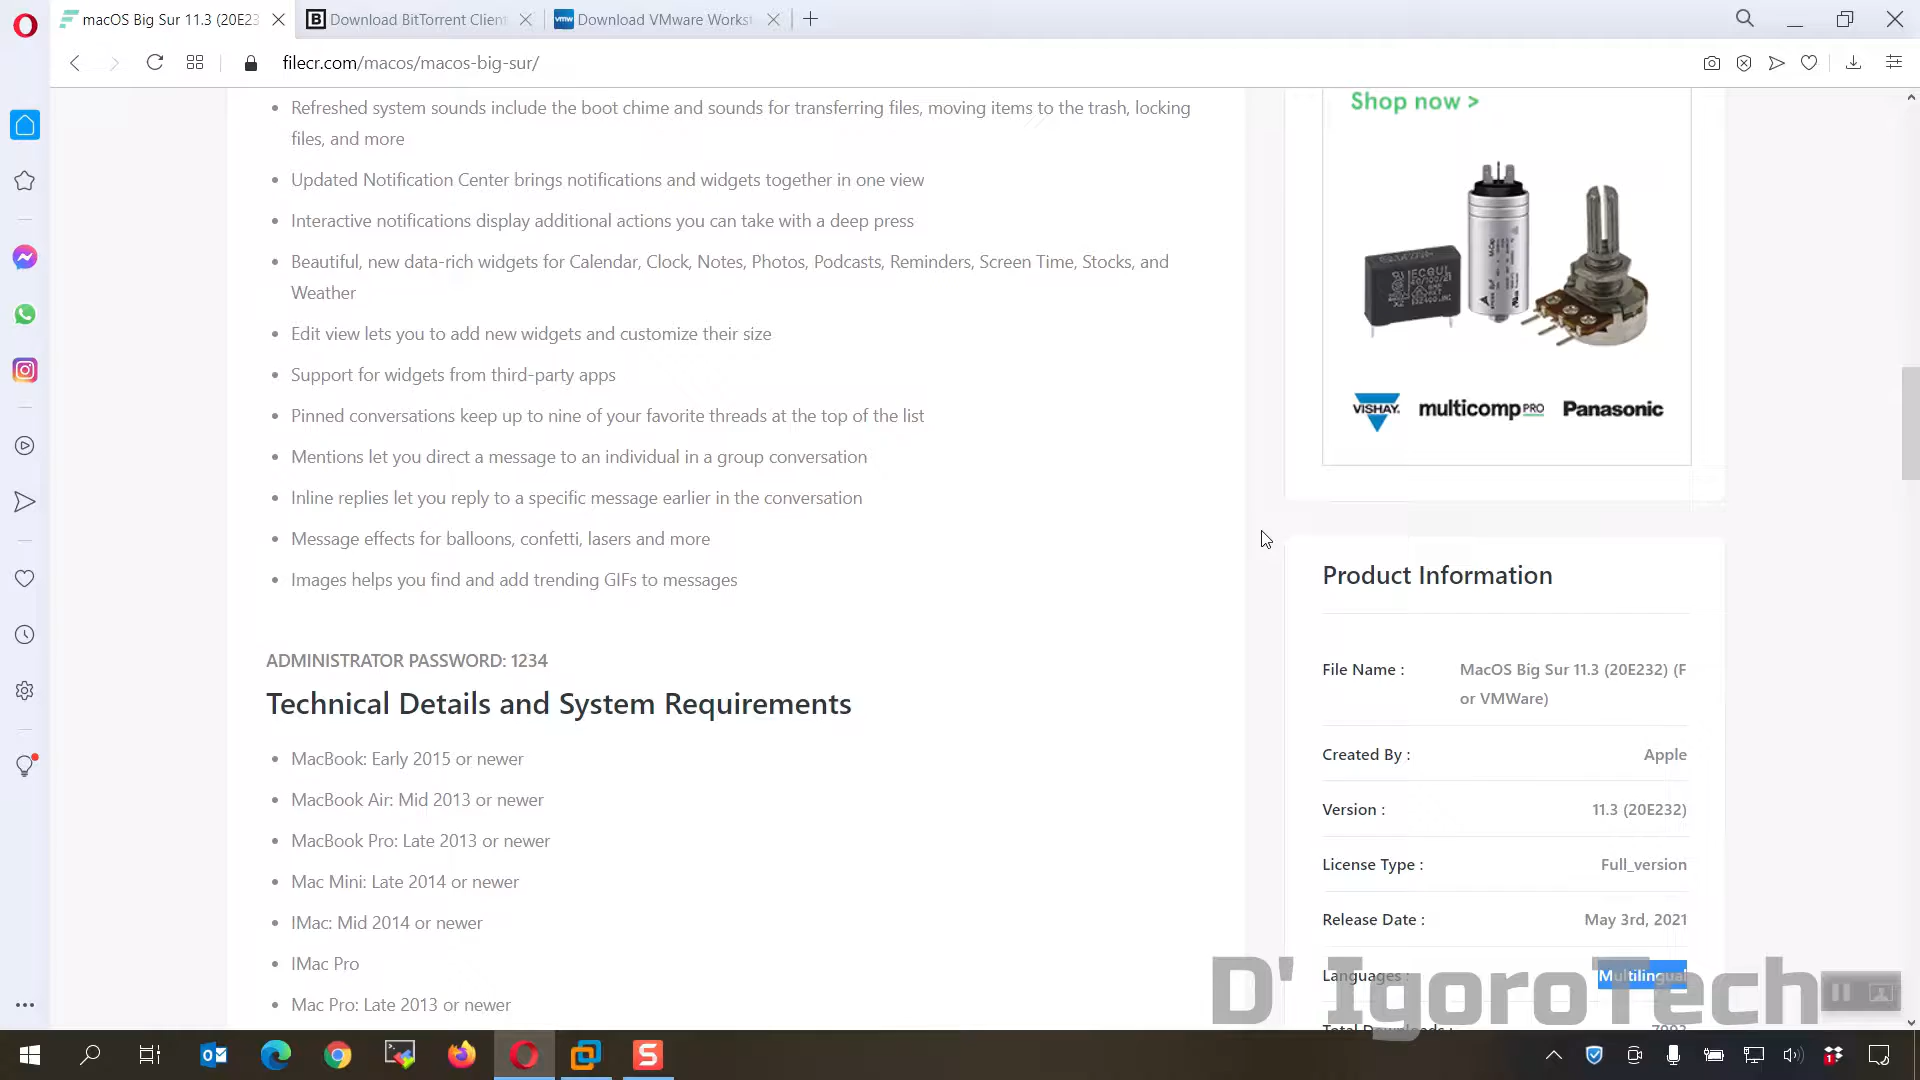 macOS Big Sur 11.3 (20E23
Download BitTorrent Client
Download VMware Workst
filecr.com/macos/macos-big-sur/
Refreshed system sounds include the boot chime and sounds for transferring files, moving items to the trash, locking
files, and more
Updated Notification Center brings notifications and widgets together in one view
Interactive notifications display additional actions you can take with a deep press
Beautiful, new data-rich widgets for Calendar, Clock, Notes, Photos, Podcasts, Reminders, Screen Time, Stocks, and
Weather
Edit view lets you to add new widgets and customize their size
Support for widgets from third-party apps
Pinned conversations keep up to nine of your favorite threads at the top of the list
Mentions let you direct a message to an individual in a group conversation
Inline replies let you reply to a specific message earlier in the conversation
Message effects for balloons, confetti, lasers and more
Images helps you find and add trending GIFs to messages
ADMINISTRATOR PASSWORD: 1234
Technical Details and System Requirements
MacBook: Early 2015 or newer
MacBook Air: Mid 2013 or newer
MacBook Pro: Late 2013 or newer
Mac Mini: Late 2014 or newer
IMac: Mid 2014 or newer
IMac Pro
Mac Pro: Late 2013 or newer
Shop now >
VISHAY. multicomp PRO Panasonic
Product Information
File Name : MacOS Big Sur 11.3 (20E232) (F
or VMWare)
Created By : Apple
Version : 11.3 (20E232)
License Type : Full_version
Release Date : May 3rd, 2021
Languages : Multilingual
Total Downloads : 7093
D' IgoroTech